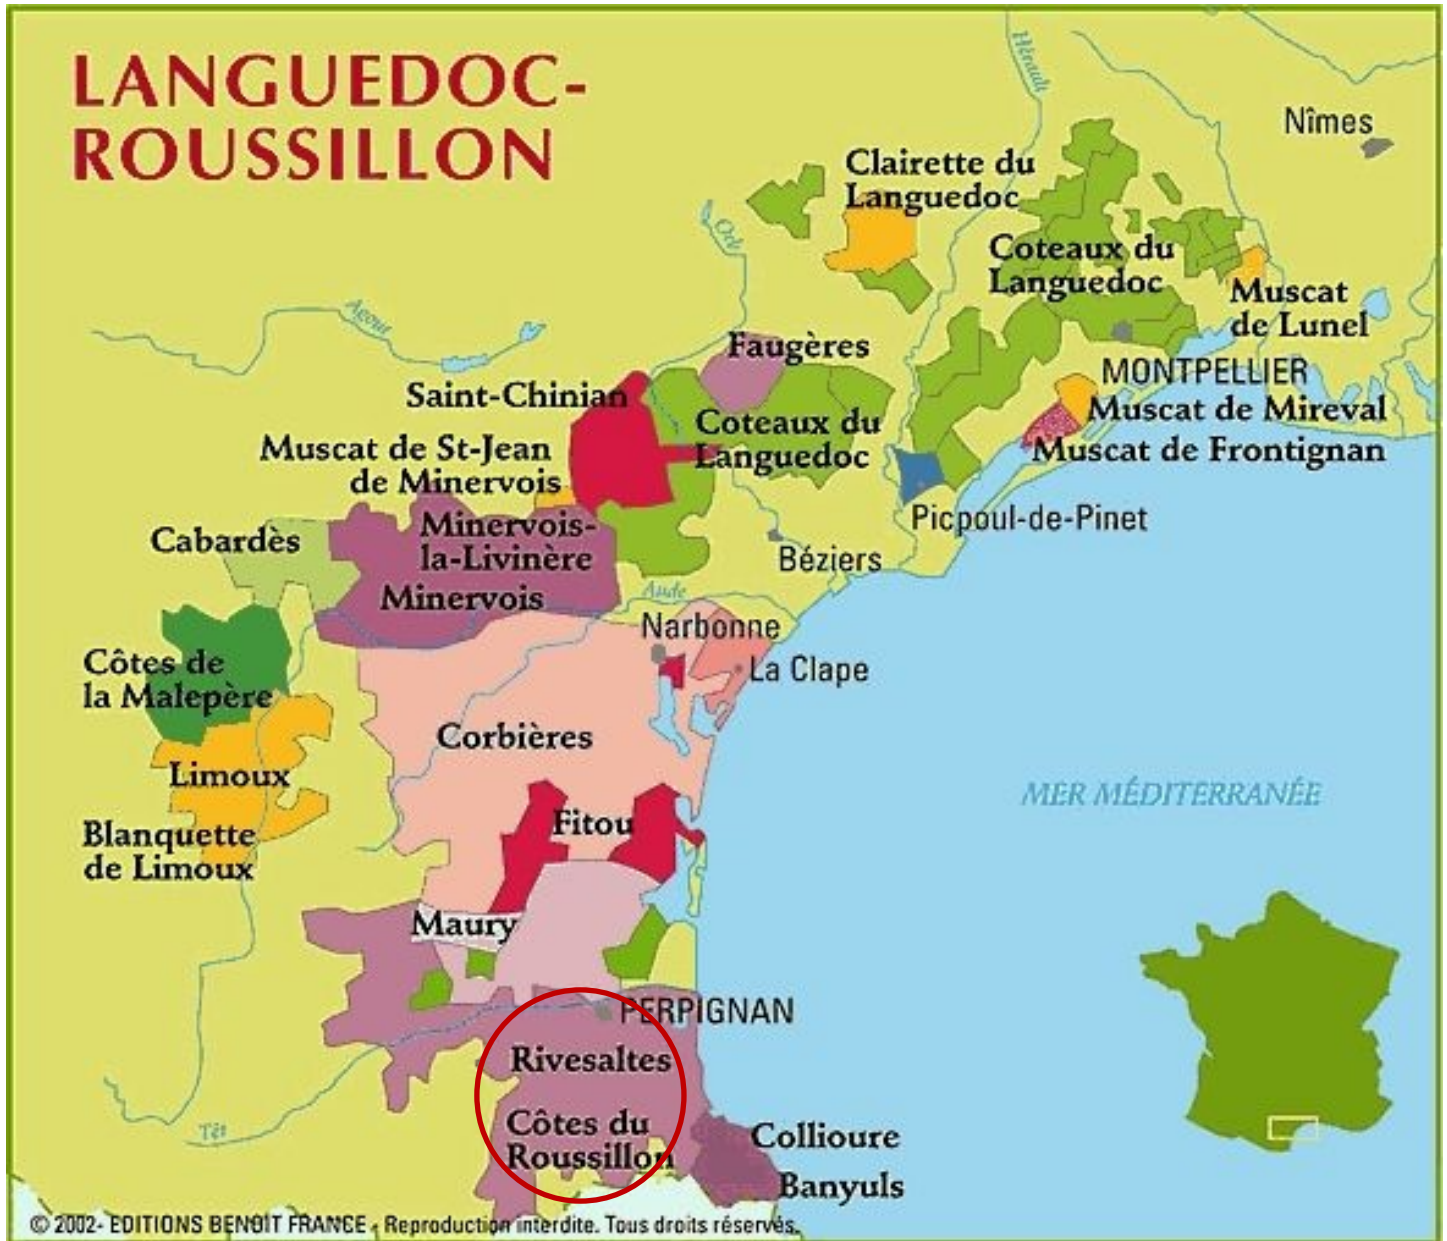 LANGUEDOC-
ROUSSILLON
Hérault
Nîmes
Clairette du
Languedoc
Orb
Coteaux du
Languedoc
Muscat
de Lunel
Agout
Faugères
MONTPELLIER
Saint-Chinian
Muscat de Mireval
Coteaux du
Languedoc
Muscat de Frontignan
Muscat de St-Jean
de Minervois
Picpoul-de-Pinet
Cabardès
Minervois-
la-Livinère
Béziers
Minervois
Aude
Narbonne
La Clape
Côtes de
la Malepère
Corbières
Limoux
MER MÉDITERRANÉE
Fitou
Blanquette
de Limoux
Maury
PERPIGNAN
Rivesaltes
Têt
Côtes du
Roussillon
Collioure
Banyuls
© 2002- EDITIONS BENOÎT FRANCE - Reproduction interdite. Tous droits réservés.